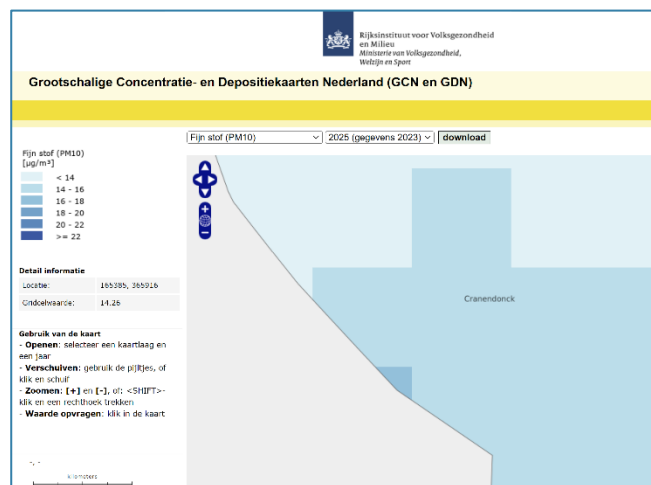 Rijksinstituut voor Volksgezondheid
en Milieu
Ministerie van Volksgezondheid,
Welzijn en Sport
Grootschalige Concentratie- en Depositiekaarten Nederland (GCN en GDN)
Fijn stof (PM10)
2025 (gegevens 2023)
download
Fijn stof (PM10)
[µg/m³]
< 14
14 - 16
16 - 18
18 - 20
20 - 22
>= 22
Detail informatie
Locatie: 165385, 365916
Gridcelwaarde: 14.26
Gebruik van de kaart
- Openen: selecteer een kaartlaag en
een jaar
- Verschuiven: gebruik de pijltjes, of
klik en schuif
- Zoomen: [+] en [-], of: <SHIFT>-
klik en een rechthoek trekken
- Waarde opvragen: klik in de kaart
Cranendonck
-, -
kilometers